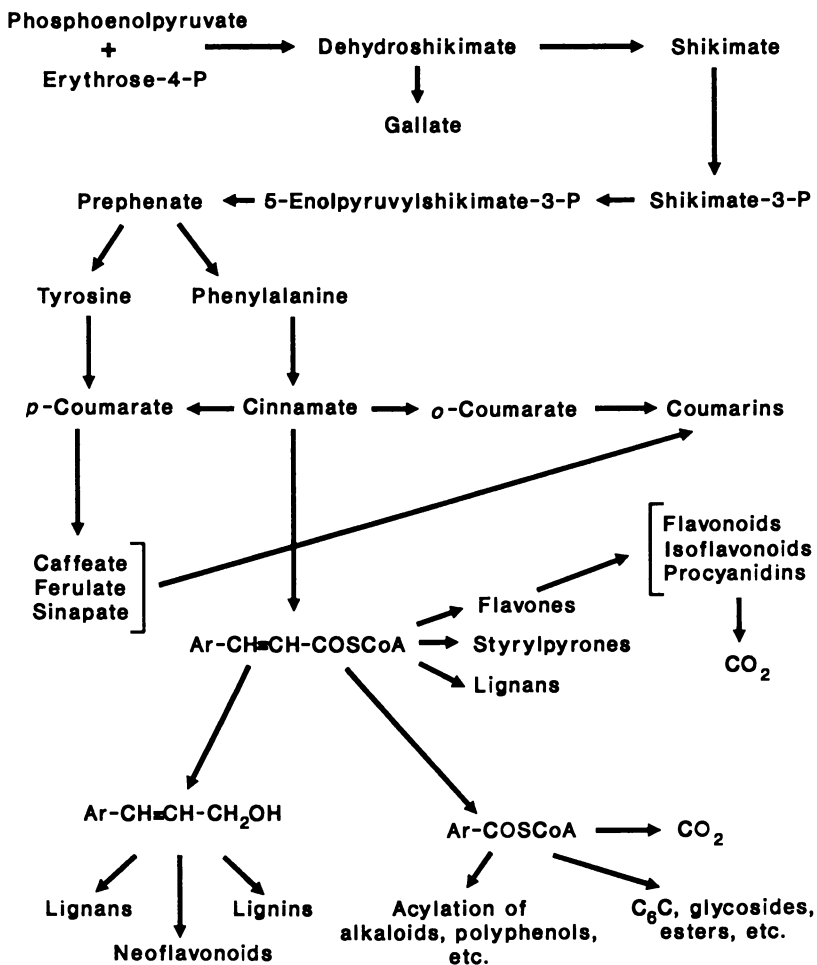 Phosphoenolpyruvate
+
Erythrose-4-P
Dehydroshikimate
Shikimate
Gallate
Prephenate
5-Enolpyruvylshikimate-3-P
Shikimate-3-P
Tyrosine
Phenylalanine
p-Coumarate
Cinnamate
o-Coumarate
Coumarins
Caffeate
Ferulate
Sinapate
Flavonoids
Isoflavonoids
Procyanidins
CO2
Ar-CH=CH-COSCoA
Flavones
Styrylpyrones
Lignans
Ar-CH=CH-CH2OH
Ar-COSCoA
CO2
Lignans
Neoflavonoids
Lignins
Acylation of
alkaloids, polyphenols,
etc.
C6C, glycosides,
esters, etc.